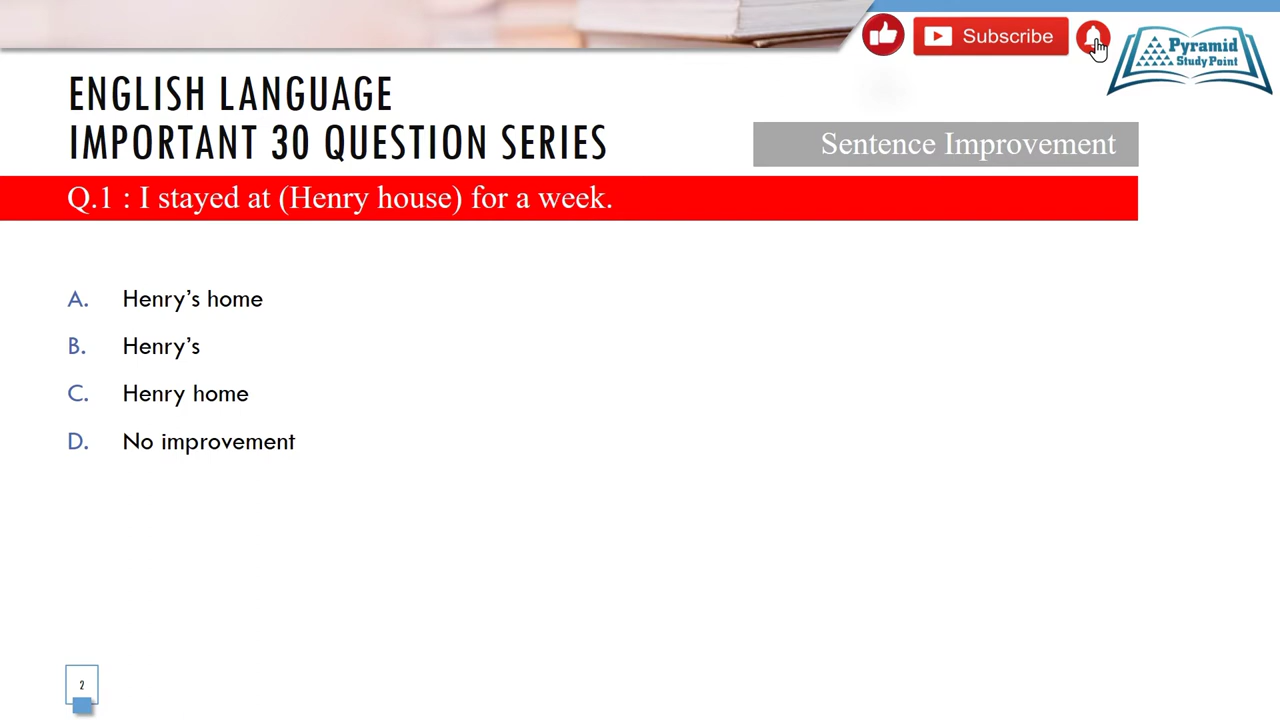 Subscribe
Pyramid
Study Point
ENGLISH LANGUAGE
IMPORTANT 30 QUESTION SERIES
Sentence Improvement
Q.1 : I stayed at (Henry house) for a week.
A. Henry’s home
B. Henry’s
C. Henry home
D. No improvement
2